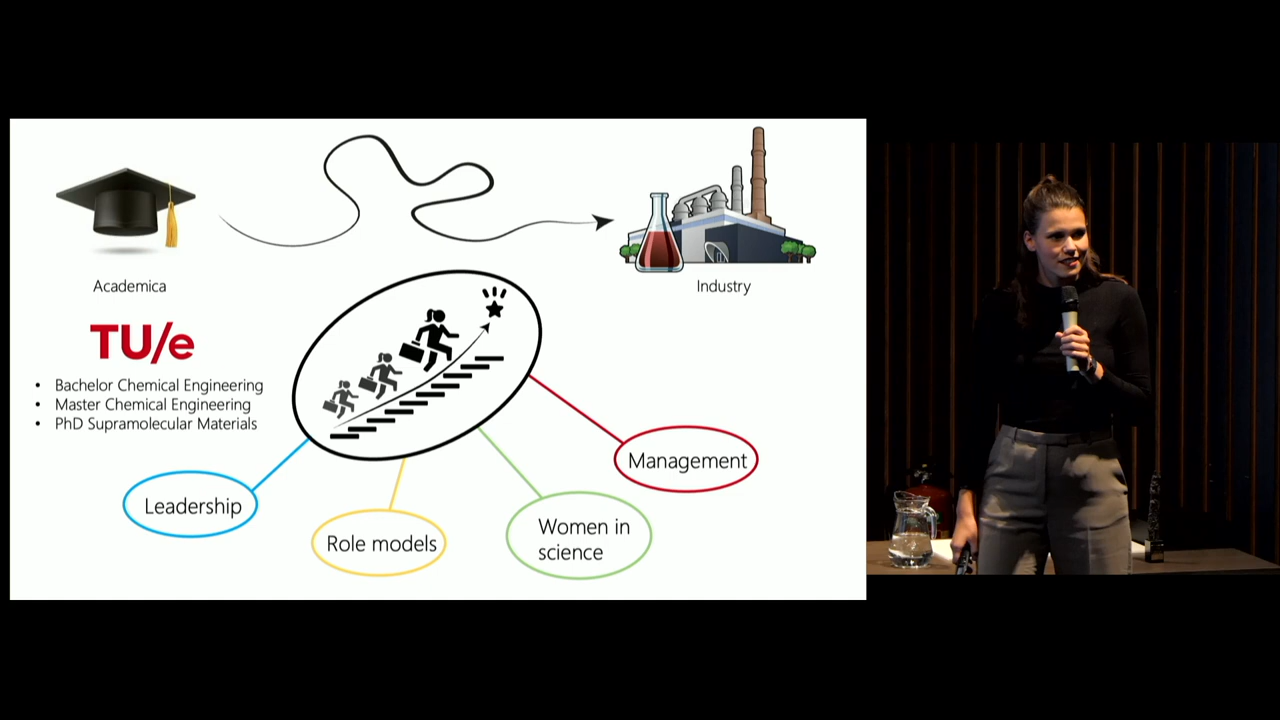 Academica
Industry
TU/e
• Bachelor Chemical Engineering
• Master Chemical Engineering
• PhD Supramolecular Materials
Management
Leadership
Role models
Women in
science